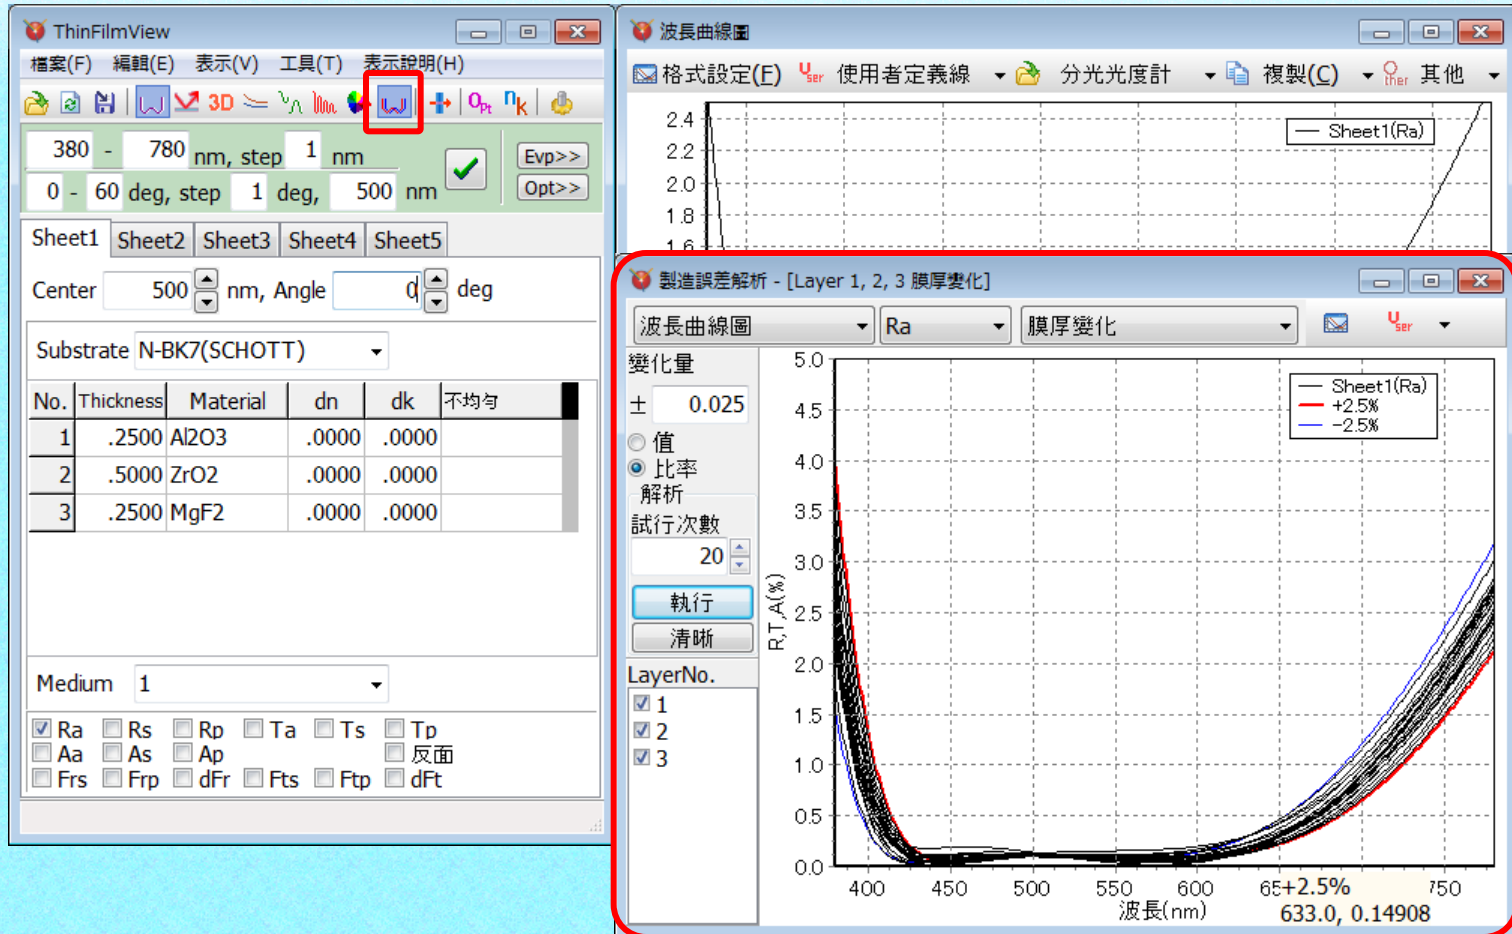 ThinFilmView
檔案(F) 編輯(E) 表示(V) 工具(T) 表示說明(H)
3D Opt nk
380 - 780 nm, step 1 nm
Evp>>
0 - 60 deg, step 1 deg, 500 nm
Opt>>
Sheet1 Sheet2 Sheet3 Sheet4 Sheet5
Center 500 nm, Angle 0 deg
Substrate N-BK7(SCHOTT)
No. Thickness Material dn dk 不均勻
1 .2500 Al2O3 .0000 .0000
2 .5000 ZrO2 .0000 .0000
3 .2500 MgF2 .0000 .0000
Medium 1
Ra Rs Rp Ta Ts Tp
Aa As Ap 反面
Frs Frp dFr Fts Ftp dFt
波長曲線圖
格式設定(F) User 使用者定義線 分光光度計 複製(C) Other 其他
2.4
2.2
2.0
1.8
1.6
Sheet1(Ra)
製造誤差解析 - [Layer 1, 2, 3 膜厚變化]
波長曲線圖 Ra 膜厚變化 User
變化量
± 0.025
值
比率
解析
試行次數
20
執行
清晰
LayerNo.
1
2
3
5.0
4.5
4.0
3.5
3.0
2.5
2.0
1.5
1.0
0.5
0.0
R,T,A(%)
Sheet1(Ra)
+2.5%
-2.5%
400 450 500 550 600 65 750
波長(nm)
+2.5%
633.0, 0.14908